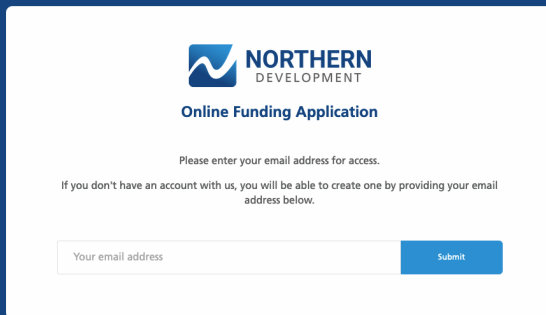 NORTHERN
DEVELOPMENT
Online Funding Application
Please enter your email address for access.
If you don't have an account with us, you will be able to create one by providing your email
address below.
Your email address
Submit